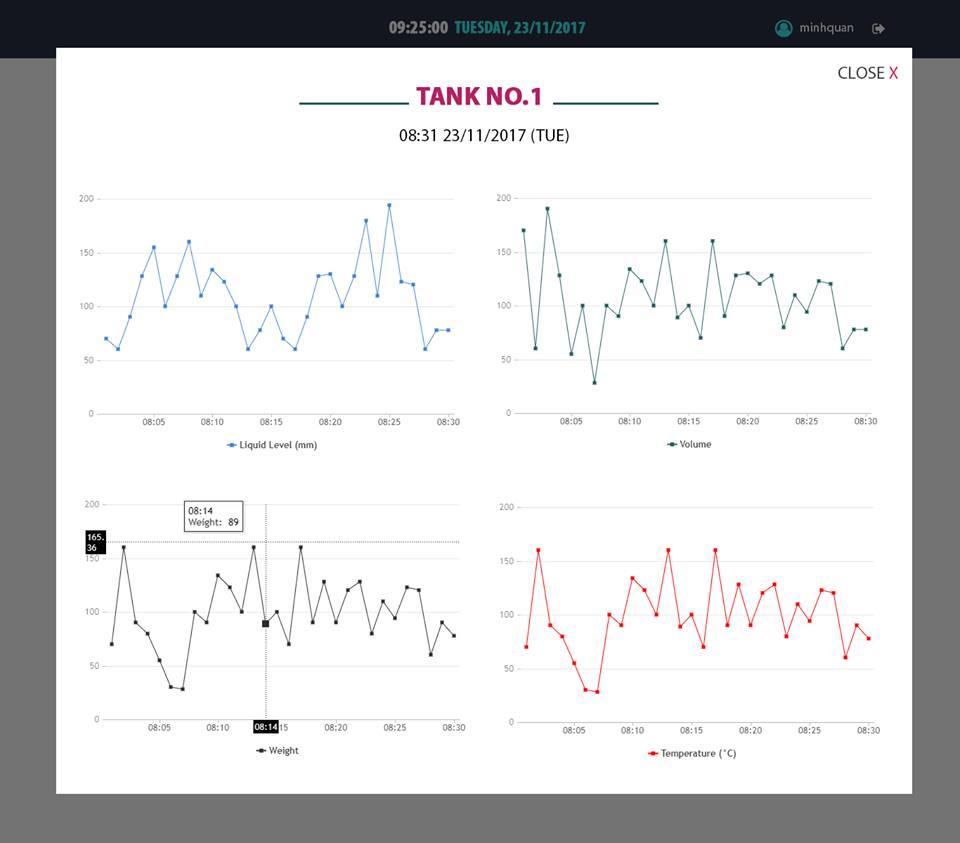 09:25:00 TUESDAY, 23/11/2017
minhquan
CLOSE X
TANK NO.1
08:31 23/11/2017 (TUE)
200
150
100
50
0
08:05 08:10 08:15 08:20 08:25 08:30
Liquid Level (mm)
200
150
100
50
0
08:05 08:10 08:15 08:20 08:25 08:30
Volume
200
165.
36
150
100
50
0
08:14
Weight: 89
08:05 08:10 08:14 15 08:20 08:25 08:30
Weight
200
150
100
50
0
08:05 08:10 08:15 08:20 08:25 08:30
Temperature (°C)